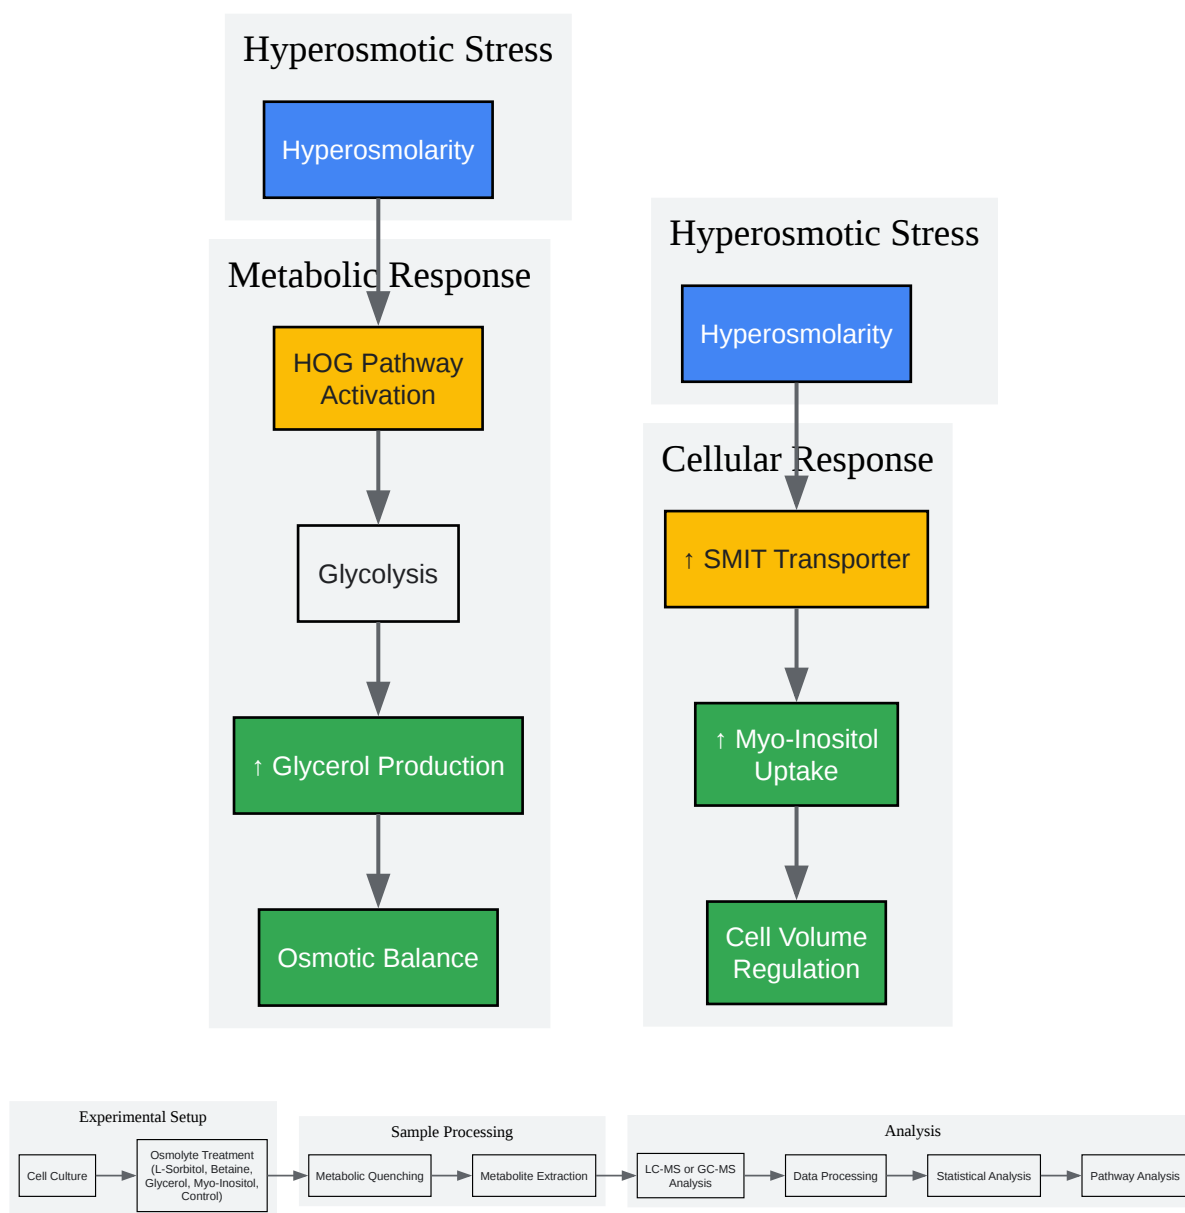 Hyperosmotic Stress
Hyperosmolarity
Metabolic Response
HOG Pathway
Activation
Glycolysis
↑ Glycerol Production
Osmotic Balance
Hyperosmotic Stress
Hyperosmolarity
Cellular Response
↑ SMIT Transporter
↑ Myo-Inositol
Uptake
Cell Volume
Regulation
Experimental Setup
Cell Culture
Osmolyte Treatment
(L-Sorbitol, Betaine,
Glycerol, Myo-Inositol,
Control)
Sample Processing
Metabolic Quenching
Metabolite Extraction
Analysis
LC-MS or GC-MS
Analysis
Data Processing
Statistical Analysis
Pathway Analysis